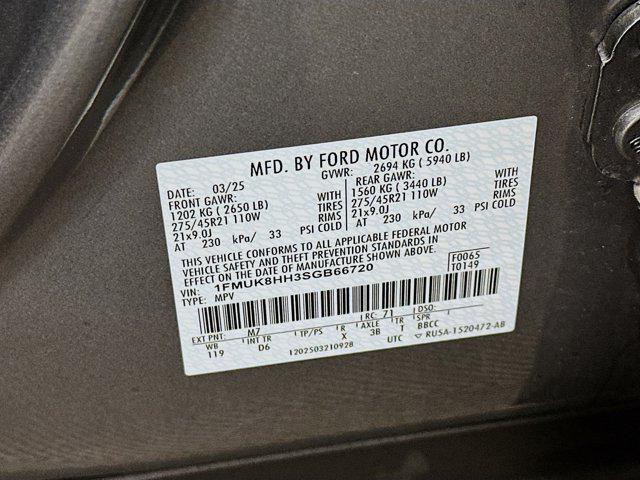 MFD. BY FORD MOTOR CO.
DATE: 03/25 GVWR: 2694 KG ( 5940 LB)
FRONT GAWR: WITH REAR GAWR: WITH
1202 KG ( 2650 LB) TIRES 1560 KG ( 3440 LB) TIRES
275/45R21 110W RIMS 275/45R21 110W RIMS
21x9.0J PSI COLD 21x9.0J PSI COLD
AT 230 kPa/ 33 AT 230 kPa/ 33
THIS VEHICLE CONFORMS TO ALL APPLICABLE FEDERAL MOTOR
VEHICLE SAFETY AND THEFT PREVENTION STANDARDS IN
EFFECT ON THE DATE OF MANUFACTURE SHOWN ABOVE.
VIN: 1FMUK8HH3SGB66720 F0065
TYPE: MPV T0149
EXT PNT: M7 RC: 7 DSO:
WB INT TR TP/PS R AXLE TR SPR
119 D6 X 3B T BBCC
1202503210928 UTC ▽ RUSA-1520472-AB